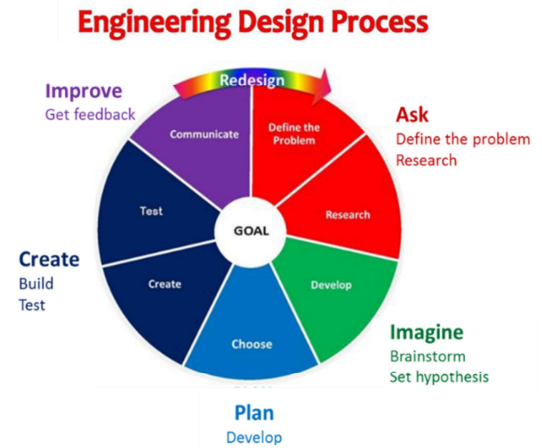 Engineering Design Process
Redesign
Improve
Get feedback
Communicate
Define the
Problem
Ask
Define the problem
Research
Test
Research
GOAL
Create
Build
Test
Create
Develop
Choose
Imagine
Brainstorm
Set hypothesis
Plan
Develop